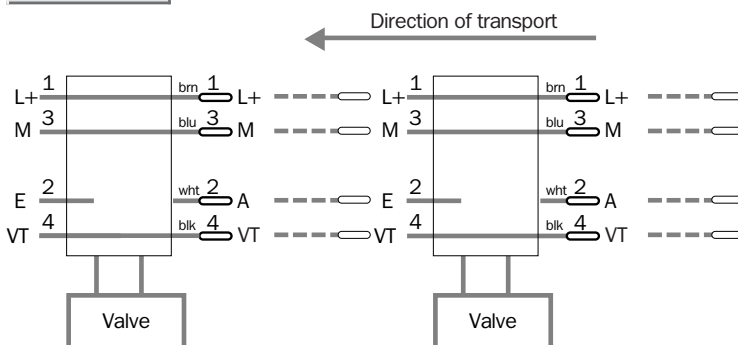 Direction of transport
L+ 1 brn 1 L+ L+ 1 brn 1 L+
M 3 blu 3 M M 3 blu 3 M
E 2 wht 2 A E 2 wht 2 A
VT 4 blk 4 VT VT 4 blk 4 VT
Valve Valve